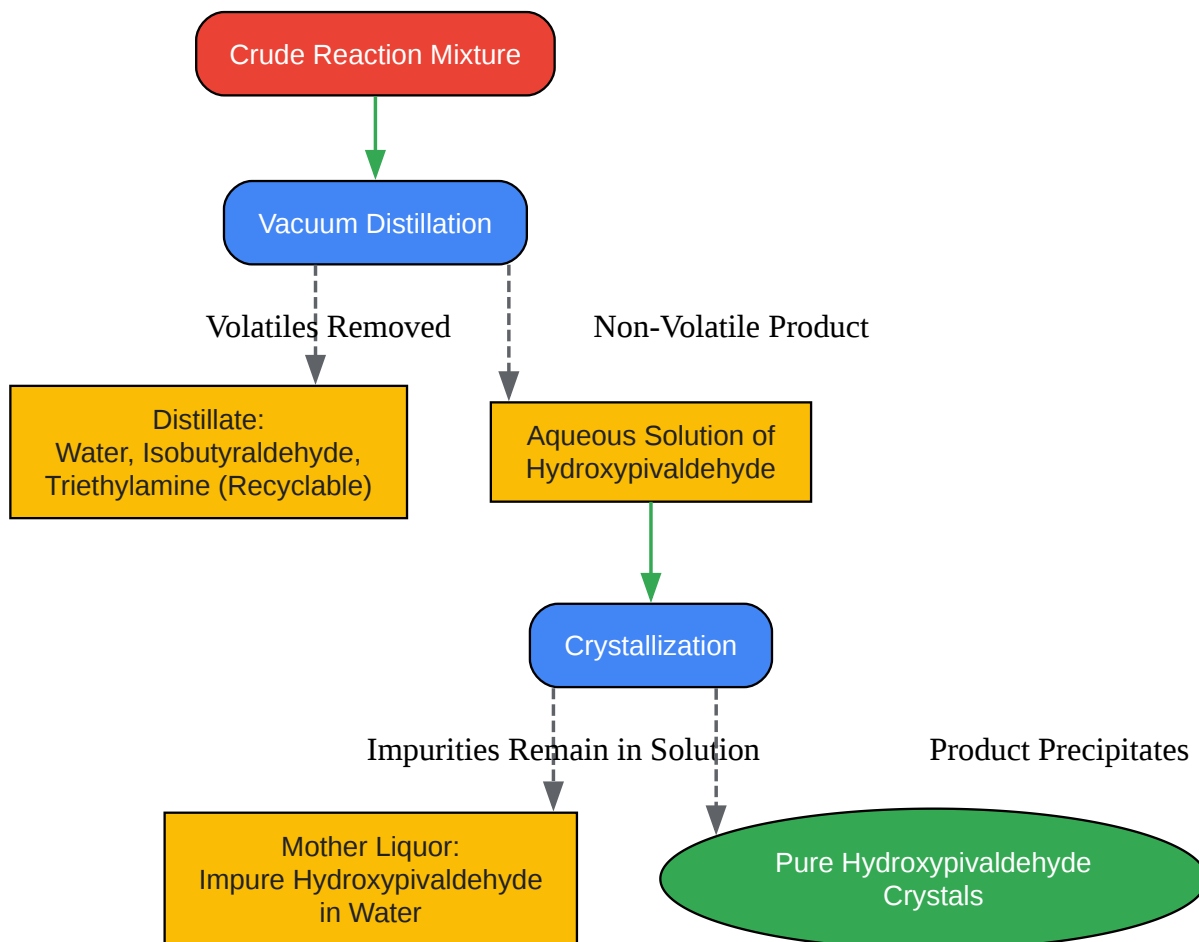 Crude Reaction Mixture
Vacuum Distillation
Volatiles Removed
Non-Volatile Product
Distillate:
Water, Isobutyraldehyde,
Triethylamine (Recyclable)
Aqueous Solution of
Hydroxypivaldehyde
Crystallization
Impurities Remain in Solution
Product Precipitates
Mother Liquor:
Impure Hydroxypivaldehyde
in Water
Pure Hydroxypivaldehyde
Crystals